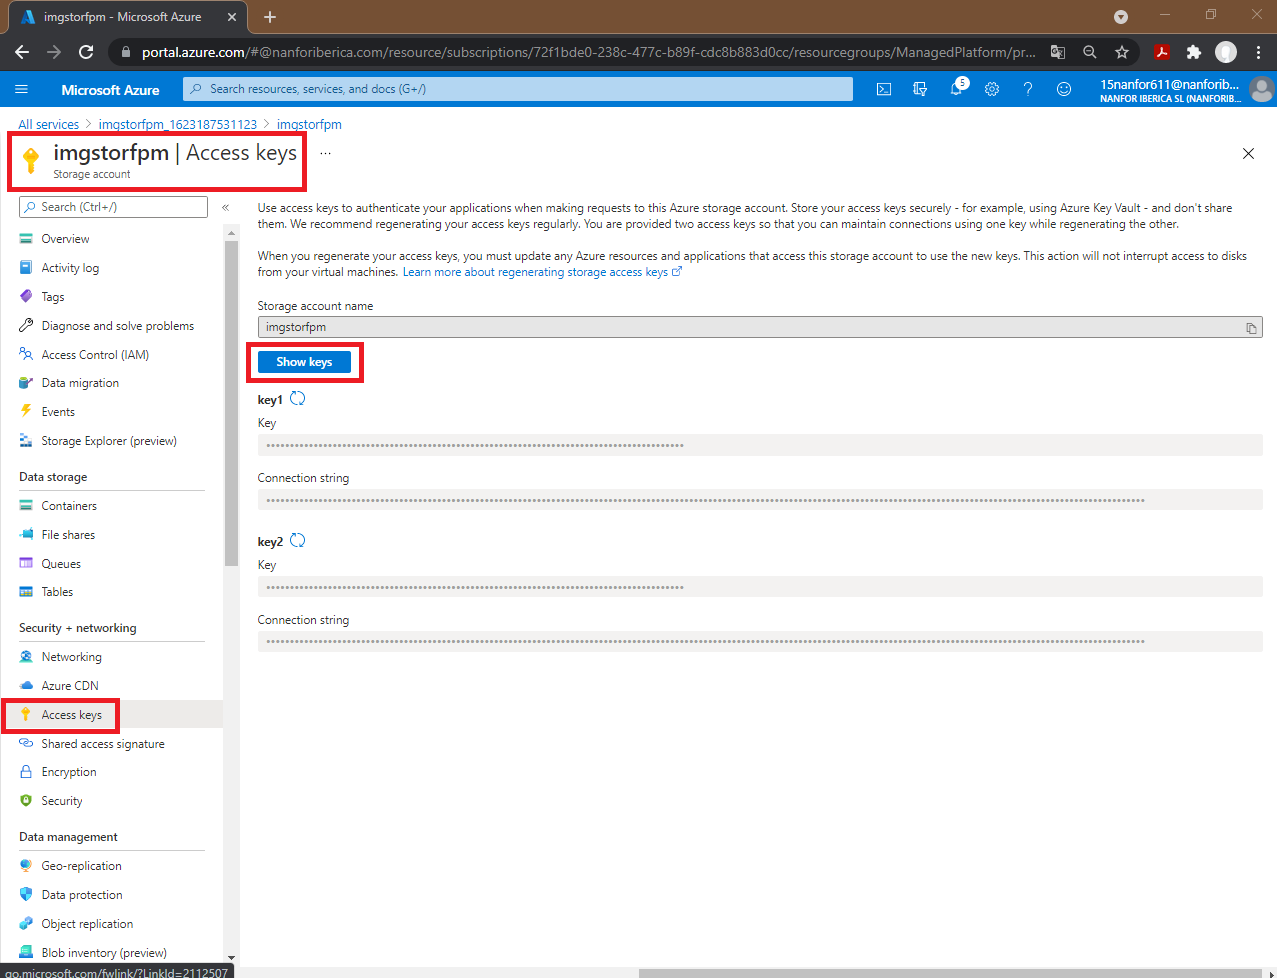 imgstorfpm - Microsoft Azure
portal.azure.com/#@nanforiberica.com/resource/subscriptions/72f1bde0-238c-477c-b89f-cdc8b883d0cc/resourcegroups/ManagedPlatform/pr...
Microsoft Azure
Search resources, services, and docs (G+/)
5
15nanfor611@nanforib...
NANFOR IBERICA SL (NANFORIB...
All services > imgstorfpm_1623187531123 > imgstorfpm
imgstorfpm | Access keys ...
Storage account
Search (Ctrl+/)
«
Overview
Activity log
Tags
Diagnose and solve problems
Access Control (IAM)
Data migration
Events
Storage Explorer (preview)
Data storage
Containers
File shares
Queues
Tables
Security + networking
Networking
Azure CDN
Access keys
Shared access signature
Encryption
Security
Data management
Geo-replication
Data protection
Object replication
Blob inventory (preview)
Use access keys to authenticate your applications when making requests to this Azure storage account. Store your access keys securely - for example, using Azure Key Vault - and don't share
them. We recommend regenerating your access keys regularly. You are provided two access keys so that you can maintain connections using one key while regenerating the other.
When you regenerate your access keys, you must update any Azure resources and applications that access this storage account to use the new keys. This action will not interrupt access to disks
from your virtual machines. Learn more about regenerating storage access keys
Storage account name
imgstorfpm
Show keys
key1
Key
Connection string
key2
Key
Connection string
go.microsoft.com/fwlink/?LinkId=2112507